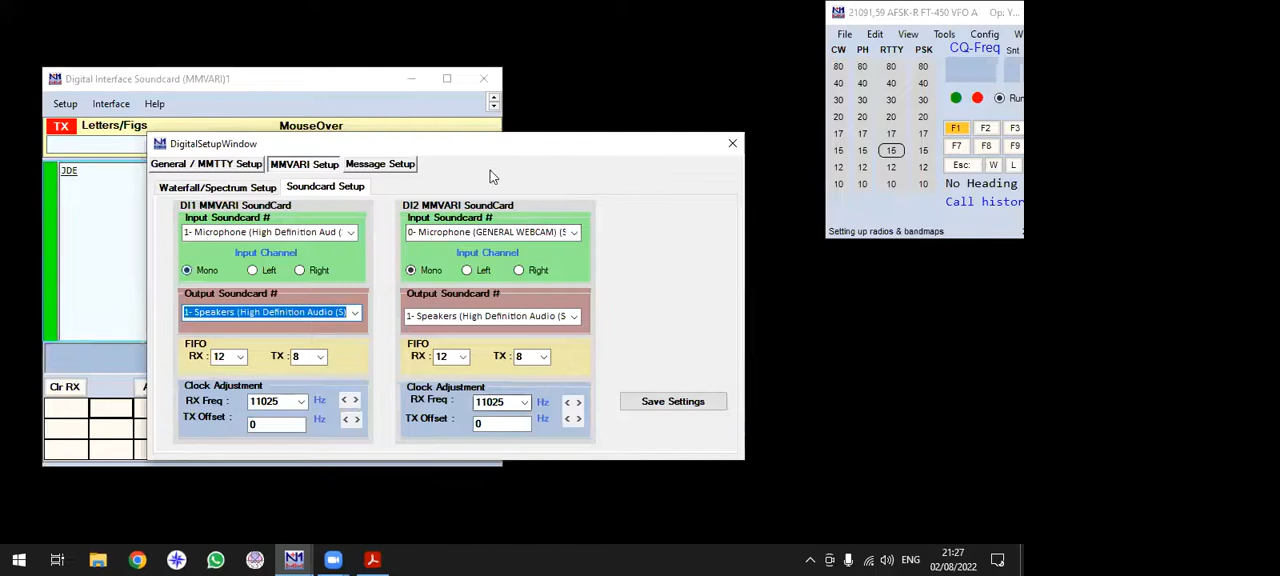 21091,59 AFSK-R FT-450 VFO A Op: Y...
File Edit View Tools Config W
CW PH RTTY PSK CQ-Freq Snt
80 80 80 80
40 40 40 40
30 30 30 30 Run
20 20 20 20
17 17 17 17 F1 F2 F3
15 15 15 15 F7 F8 F9
12 12 12 12 Esc: W L
10 10 10 10 No Heading
Call histor
Setting up radios & bandmaps
Digital Interface Soundcard (MMVARI)1
Setup Interface Help
TX Letters/Figs MouseOver
JDE
Clr RX A
DigitalSetupWindow
General / MMTTY Setup MMVARI Setup Message Setup
Waterfall/Spectrum Setup Soundcard Setup
DI1 MMVARI SoundCard
Input Soundcard #
1- Microphone (High Definition Aud (
Input Channel
Mono Left Right
Output Soundcard #
1- Speakers (High Definition Audio (S)
FIFO
RX : 12 TX : 8
Clock Adjustment
RX Freq : 11025 Hz < >
TX Offset : 0 Hz < >
DI2 MMVARI SoundCard
Input Soundcard #
0- Microphone (GENERAL WEBCAM) (S
Input Channel
Mono Left Right
Output Soundcard #
1- Speakers (High Definition Audio (S
FIFO
RX : 12 TX : 8
Clock Adjustment
RX Freq : 11025 Hz < >
TX Offset : 0 Hz < >
Save Settings
ENG
21:27
02/08/2022